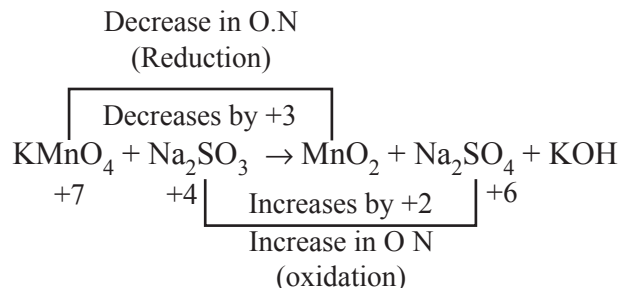 Decrease in O.N
(Reduction)
Decreases by +3
KMnO₄ + Na₂SO₃ → MnO₂ + Na₂SO₄ + KOH
+7 +4 +6
Increases by +2
Increase in O N
(oxidation)